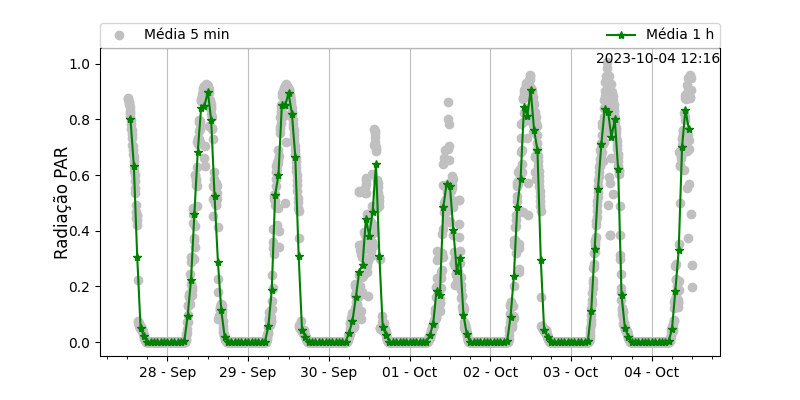 Média 5 min
Média 1 h
2023-10-04 12:16
Radiação PAR
1.0
0.8
0.6
0.4
0.2
0.0
28 - Sep
29 - Sep
30 - Sep
01 - Oct
02 - Oct
03 - Oct
04 - Oct